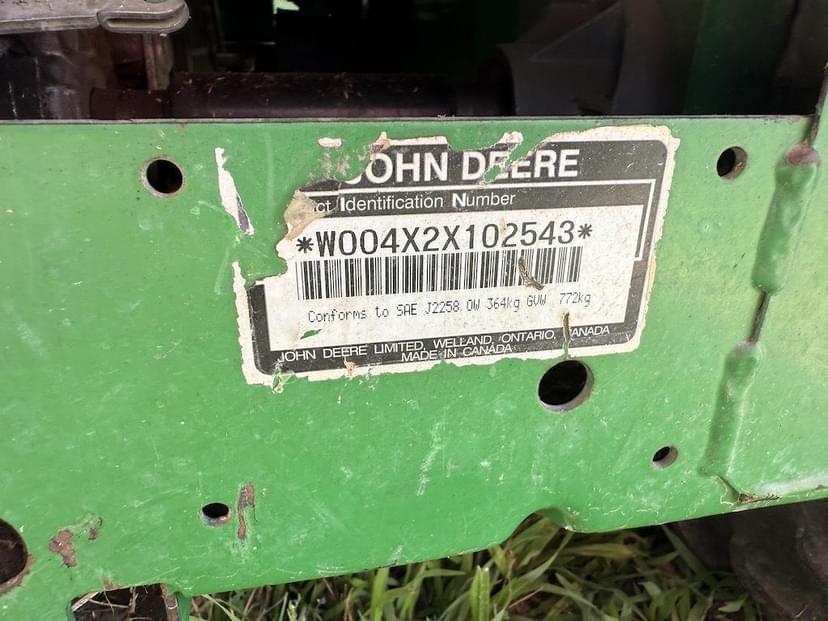 JOHN DEERE
Identification Number
*W004X2X102543*
Conforms to SAE J2258.OW 364kg GVW 772kg
JOHN DEERE LIMITED, WELLAND, ONTARIO, CANADA
MADE IN CANADA